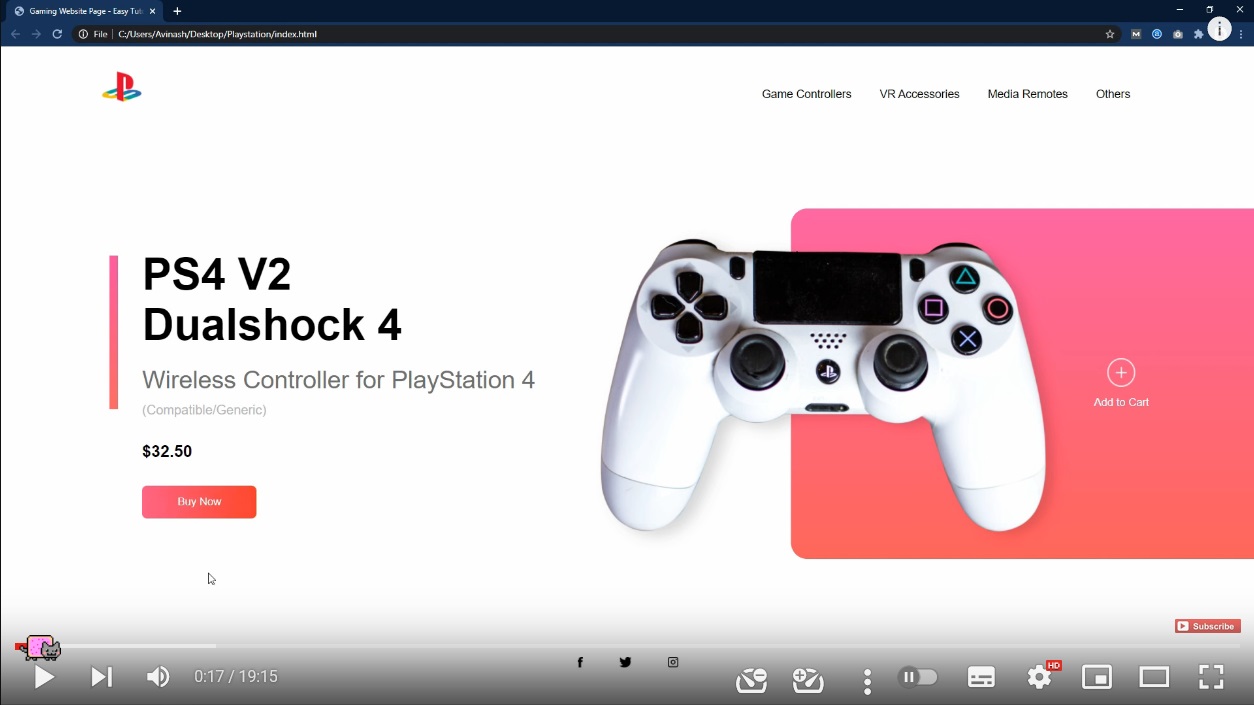 Gaming Website Page - Easy Tut
File
C:/Users/Avinash/Desktop/Playstation/index.html
Game Controllers
VR Accessories
Media Remotes
Others
PS4 V2
Dualshock 4
Wireless Controller for PlayStation 4
(Compatible/Generic)
$32.50
Buy Now
Add to Cart
Subscribe
0:17 / 19:15
HD